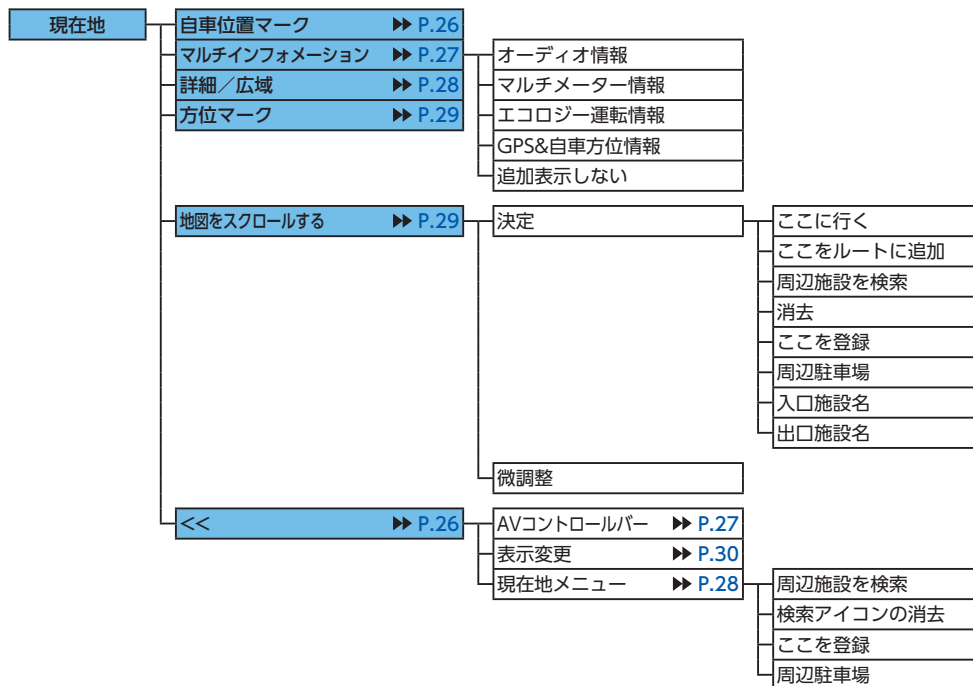 現在地
自車位置マーク ▶▶ P.26
マルチインフォメーション ▶▶ P.27
詳細／広域 ▶▶ P.28
方位マーク ▶▶ P.29
オーディオ情報
マルチメーター情報
エコロジー運転情報
GPS&自車方位情報
追加表示しない
地図をスクロールする ▶▶ P.29
決定
ここに行く
ここをルートに追加
周辺施設を検索
消去
ここを登録
周辺駐車場
入口施設名
出口施設名
微調整
<< ▶▶ P.26
AVコントロールバー ▶▶ P.27
表示変更 ▶▶ P.30
現在地メニュー ▶▶ P.28
周辺施設を検索
検索アイコンの消去
ここを登録
周辺駐車場